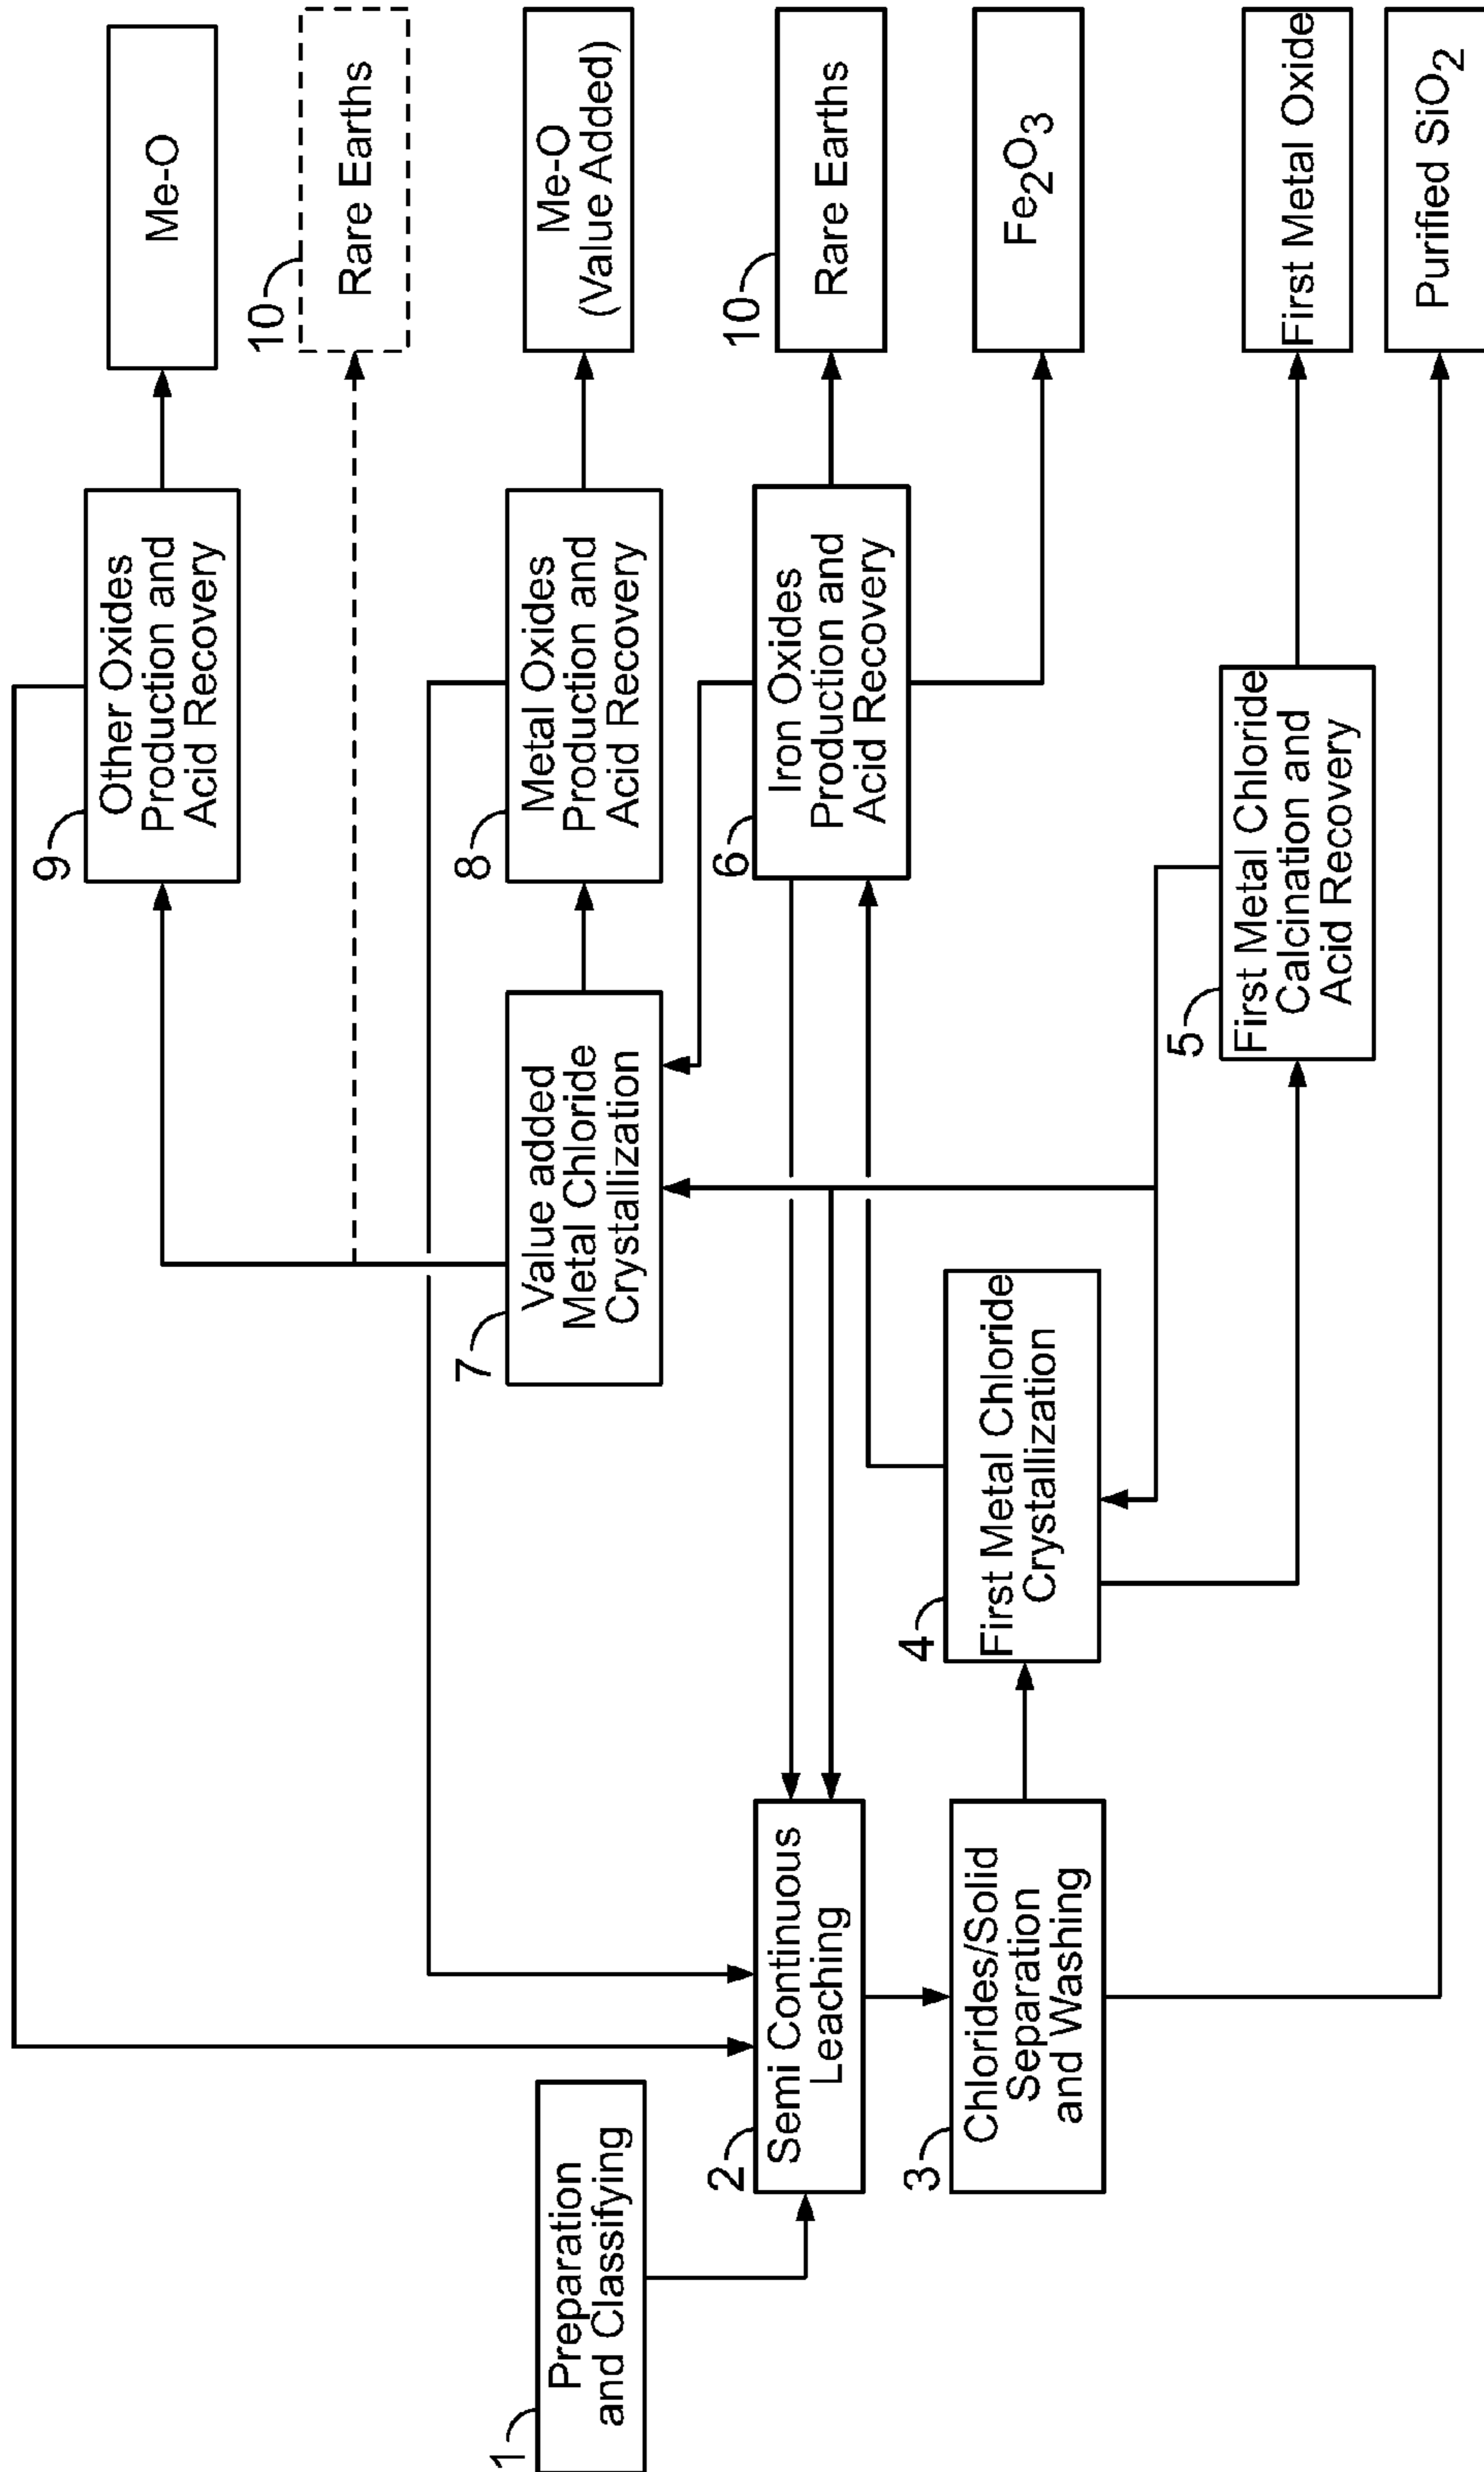 1
Preparation
and Classifying
2
Semi Continuous
Leaching
3
Chlorides/Solid
Separation
and Washing
4
First Metal Chloride
Crystallization
5
First Metal Chloride
Calcination and
Acid Recovery
6
Iron Oxides
Production and
Acid Recovery
7
Value added
Metal Chloride
Crystallization
8
Metal Oxides
Production and
Acid Recovery
9
Other Oxides
Production and
Acid Recovery
Me-O
10
Rare Earths
Me-O
(Value Added)
10
Rare Earths
Fe2O3
First Metal Oxide
Purified SiO2